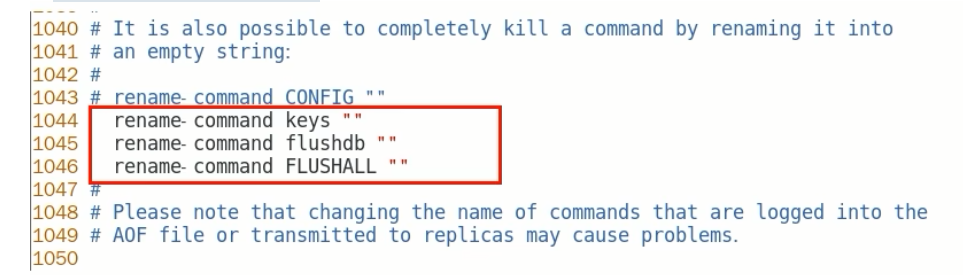 1040 # It is also possible to completely kill a command by renaming it into
1041 # an empty string:
1042 #
1043 # rename-command CONFIG ""
1044   rename-command keys ""
1045   rename-command flushdb ""
1046   rename-command FLUSHALL ""
1047 #
1048 # Please note that changing the name of commands that are logged into the
1049 # AOF file or transmitted to replicas may cause problems.
1050